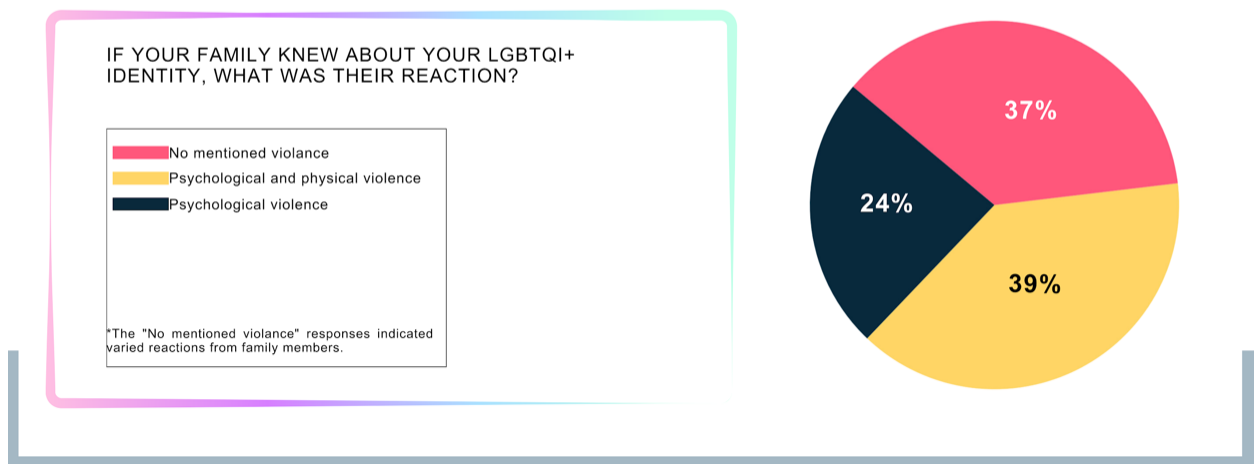 IF YOUR FAMILY KNEW ABOUT YOUR LGBTQI+
IDENTITY, WHAT WAS THEIR REACTION?
No mentioned violance
Psychological and physical violence
Psychological violence
*The "No mentioned violance" responses indicated
varied reactions from family members.
37%
24%
39%